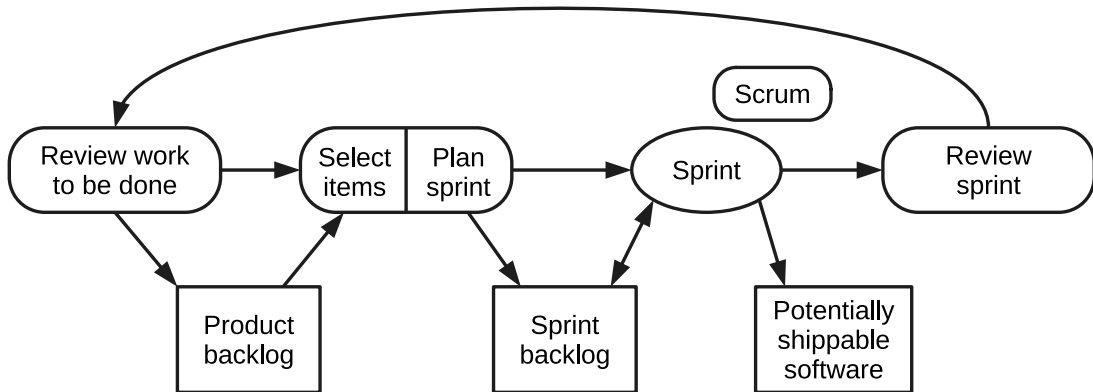 Scrum
Review work
to be done
Select
items
Plan
sprint
Sprint
Review
sprint
Product
backlog
Sprint
backlog
Potentially
shippable
software